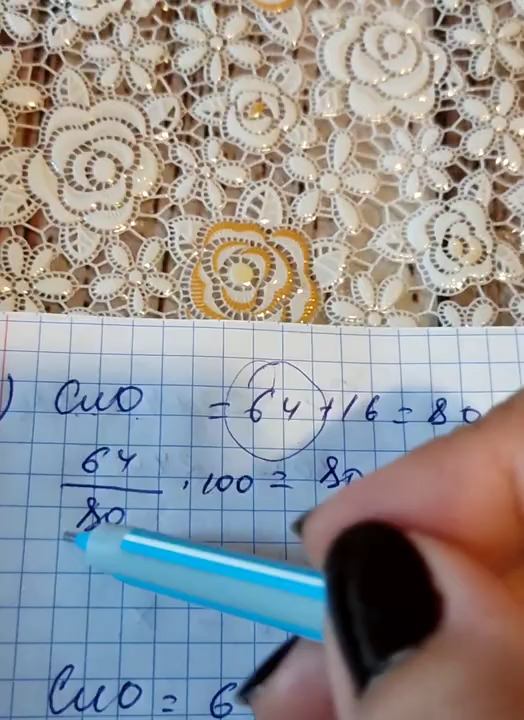 ) CuO = 64+16 = 80
64
80 · 100 = 80
CuO = 6